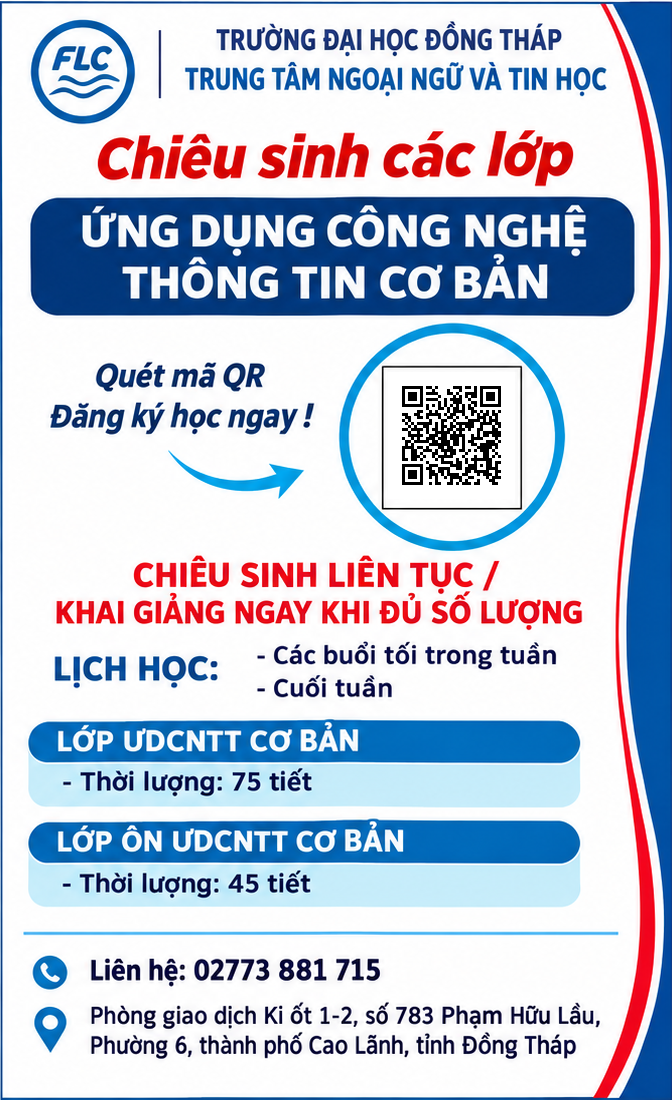 FLC
TRƯỜNG ĐẠI HỌC ĐỒNG THÁP
TRUNG TÂM NGOẠI NGỮ VÀ TIN HỌC
Chiêu sinh các lớp
ỨNG DỤNG CÔNG NGHỆ
THÔNG TIN CƠ BẢN
Quét mã QR
Đăng ký học ngay !
CHIÊU SINH LIÊN TỤC /
KHAI GIẢNG NGAY KHI ĐỦ SỐ LƯỢNG
LỊCH HỌC:
- Các buổi tối trong tuần
- Cuối tuần
LỚP ƯDCNTT CƠ BẢN
- Thời lượng: 75 tiết
LỚP ÔN ƯDCNTT CƠ BẢN
- Thời lượng: 45 tiết
Liên hệ: 02773 881 715
Phòng giao dịch Ki ốt 1-2, số 783 Phạm Hữu Lầu,
Phường 6, thành phố Cao Lãnh, tỉnh Đồng Tháp